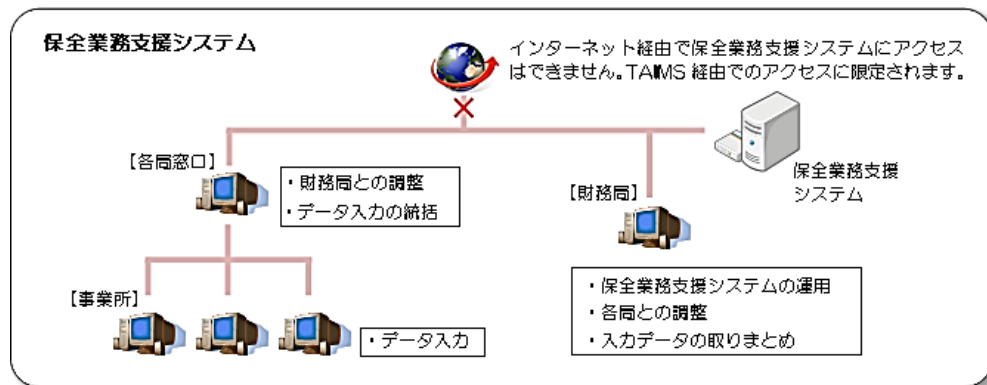 保全業務支援システム
インターネット経由で保全業務支援システムにアクセス
はできません。TAIMS 経由でのアクセスに限定されます。
【各局窓口】
・財務局との調整
・データ入力の統括
【財務局】
保全業務支援
システム
・保全業務支援システムの運用
・各局との調整
・入力データの取りまとめ
【事業所】
・データ入力